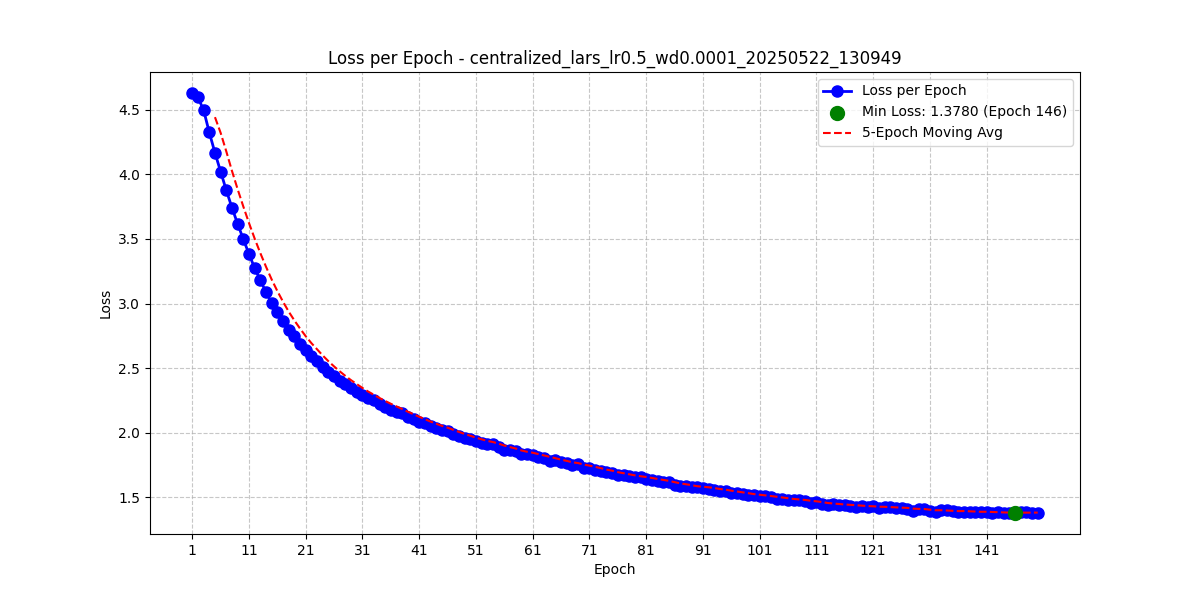 Loss per Epoch - centralized_lars_lr0.5_wd0.0001_20250522_130949
Loss per Epoch
Min Loss: 1.3780 (Epoch 146)
5-Epoch Moving Avg
Loss
4.5
4.0
3.5
3.0
2.5
2.0
1.5
1 11 21 31 41 51 61 71 81 91 101 111 121 131 141
Epoch